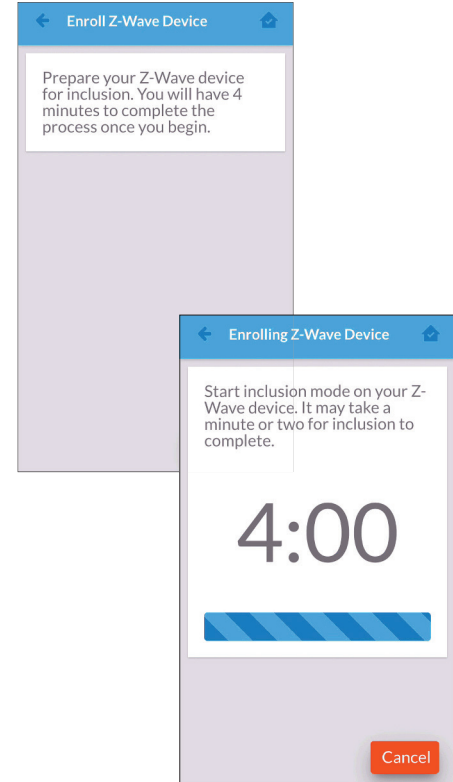 Enroll Z-Wave Device
Prepare your Z-Wave device
for inclusion. You will have 4
minutes to complete the
process once you begin.
Enrolling Z-Wave Device
Start inclusion mode on your Z-
Wave device. It may take a
minute or two for inclusion to
complete.
4:00
Cancel